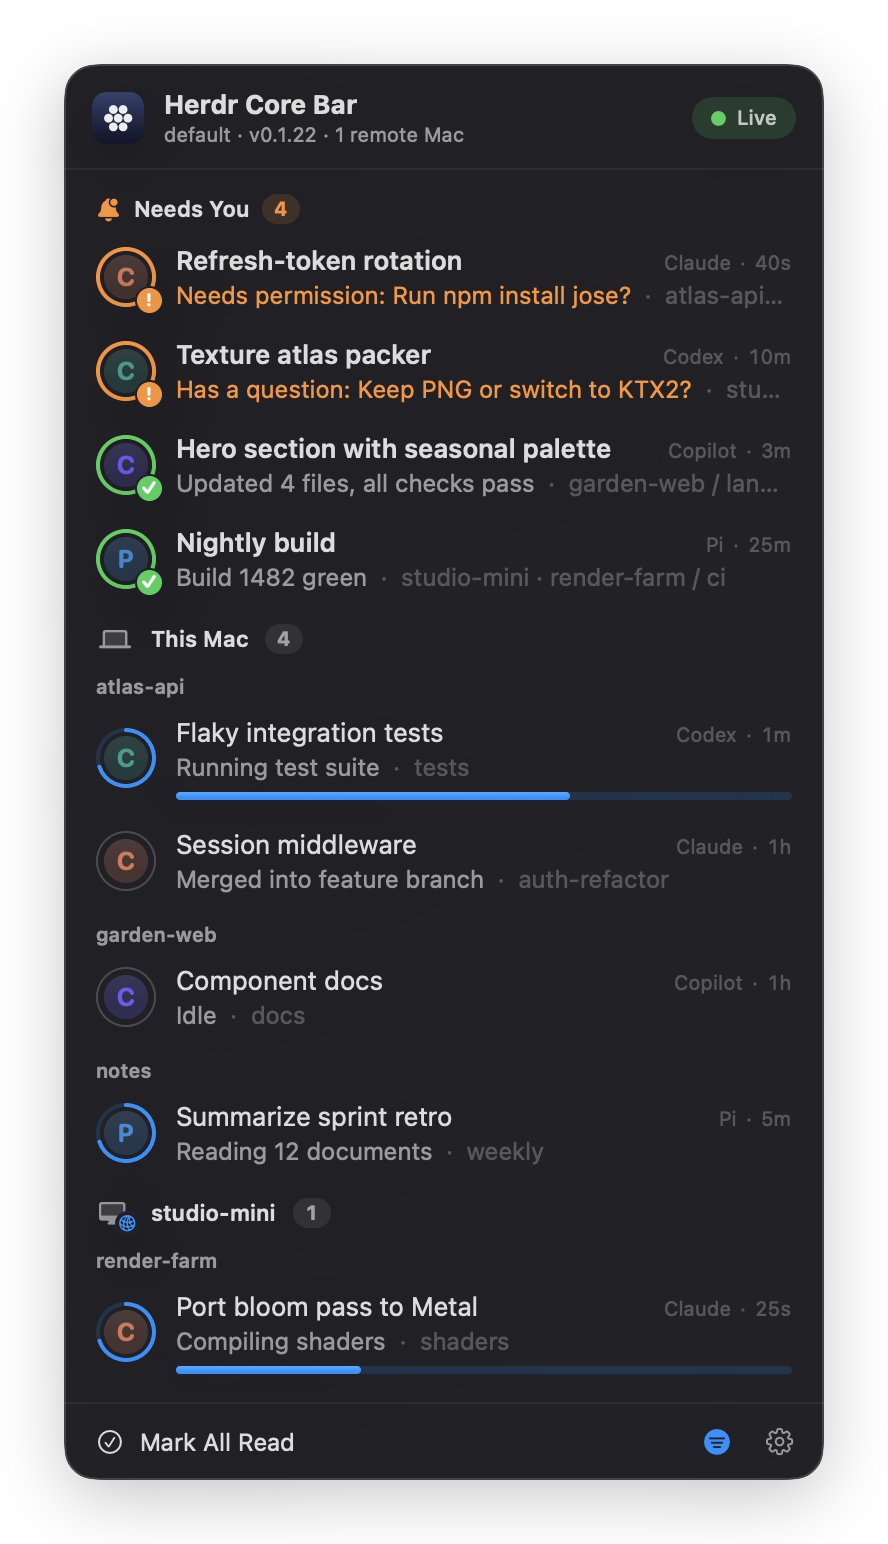 Herdr Core Bar
default · v0.1.22 · 1 remote Mac
Live
Needs You 4
C
Refresh-token rotation
Claude · 40s
Needs permission: Run npm install jose? · atlas-api...
C
Texture atlas packer
Codex · 10m
Has a question: Keep PNG or switch to KTX2? · stu...
C
Hero section with seasonal palette
Copilot · 3m
Updated 4 files, all checks pass · garden-web / lan...
P
Nightly build
Pi · 25m
Build 1482 green · studio-mini · render-farm / ci
This Mac 4
atlas-api
C
Flaky integration tests
Codex · 1m
Running test suite · tests
C
Session middleware
Claude · 1h
Merged into feature branch · auth-refactor
garden-web
C
Component docs
Copilot · 1h
Idle · docs
notes
P
Summarize sprint retro
Pi · 5m
Reading 12 documents · weekly
studio-mini 1
render-farm
C
Port bloom pass to Metal
Claude · 25s
Compiling shaders · shaders
Mark All Read